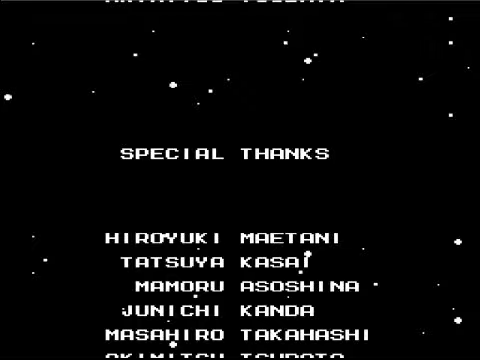 SPECIAL THANKS
HIROYUKI MAETANI
TATSUYA KASAI
MAMORU ASOSHINA
JUNICHI KANDA
MASAHIRO TAKAHASHI